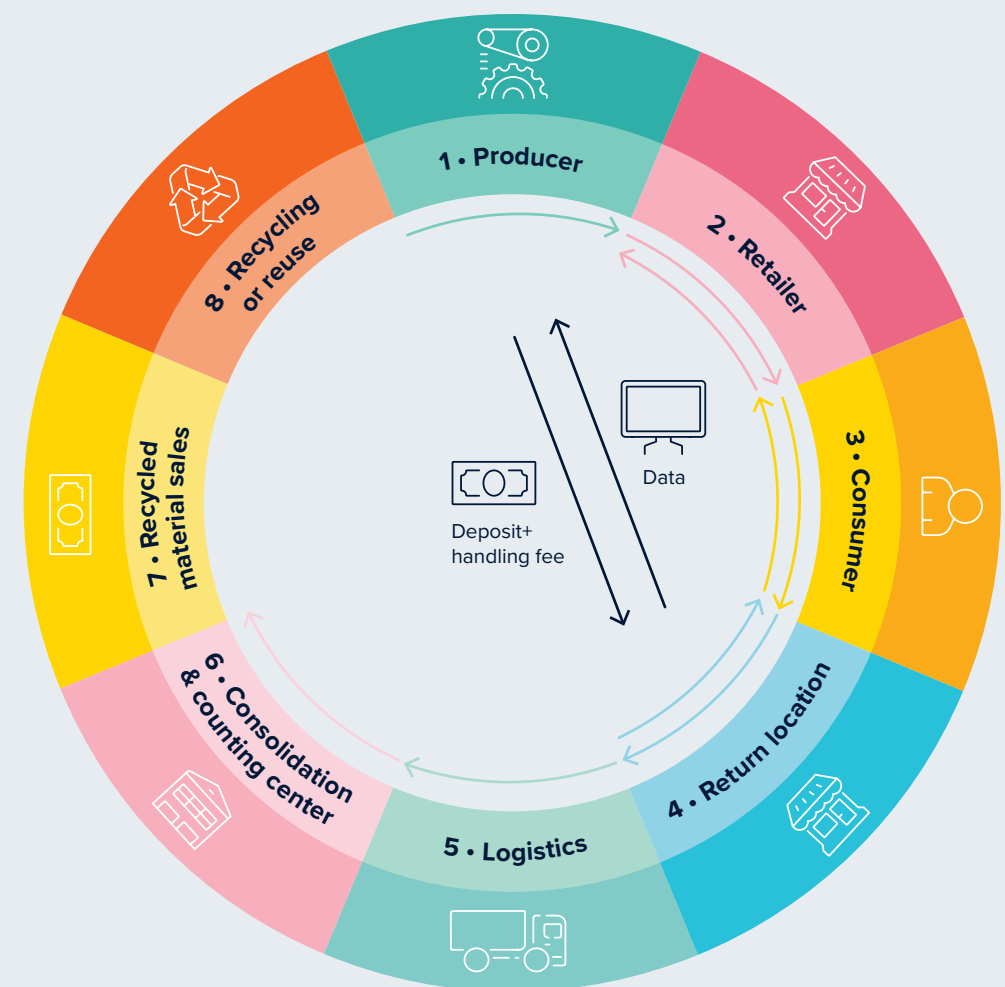 1 • Producer
2 • Retailer
3 • Consumer
4 • Return location
5 • Logistics
6 • Consolidation
& counting center
7 • Recycled
material sales
8 • Recycling
or reuse
Data
Deposit+
handling fee